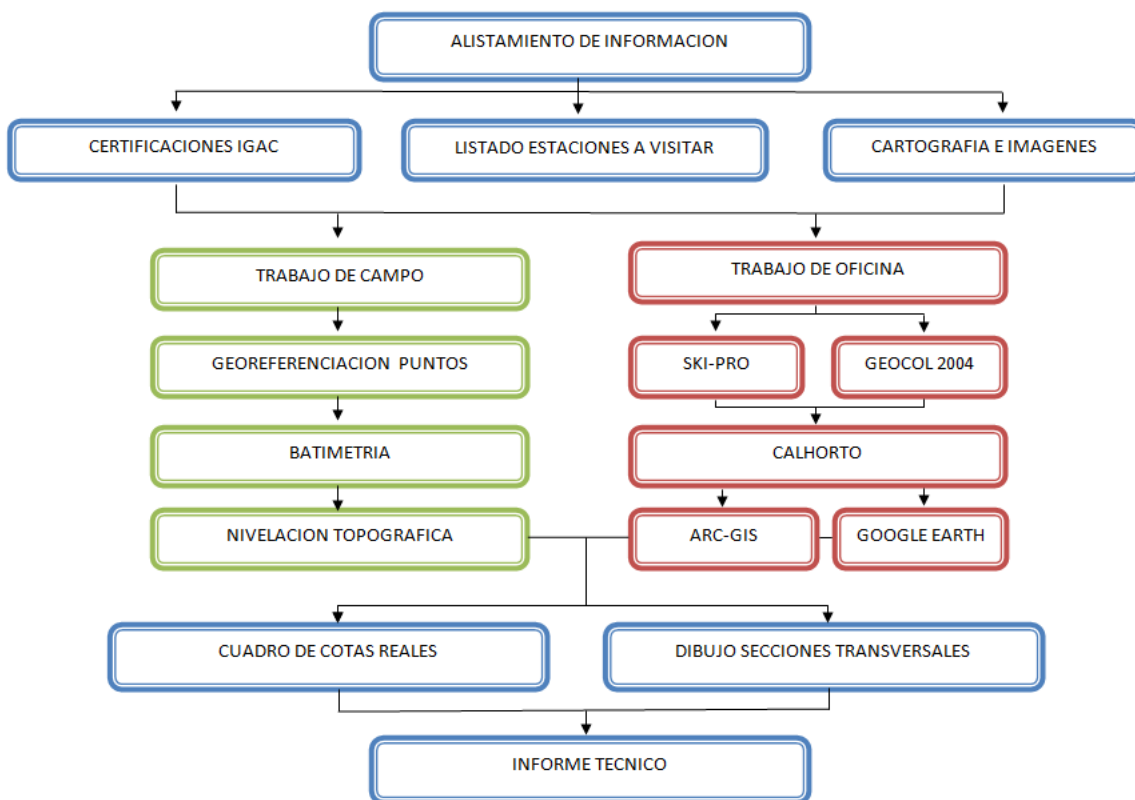 ALISTAMIENTO DE INFORMACION
CERTIFICACIONES IGAC
LISTADO ESTACIONES A VISITAR
CARTOGRAFIA E IMAGENES
TRABAJO DE CAMPO
TRABAJO DE OFICINA
GEOREFERENCIACION PUNTOS
SKI-PRO
GEOCOL 2004
BATIMETRIA
CALHORTO
NIVELACION TOPOGRAFICA
ARC-GIS
GOOGLE EARTH
CUADRO DE COTAS REALES
DIBUJO SECCIONES TRANSVERSALES
INFORME TECNICO